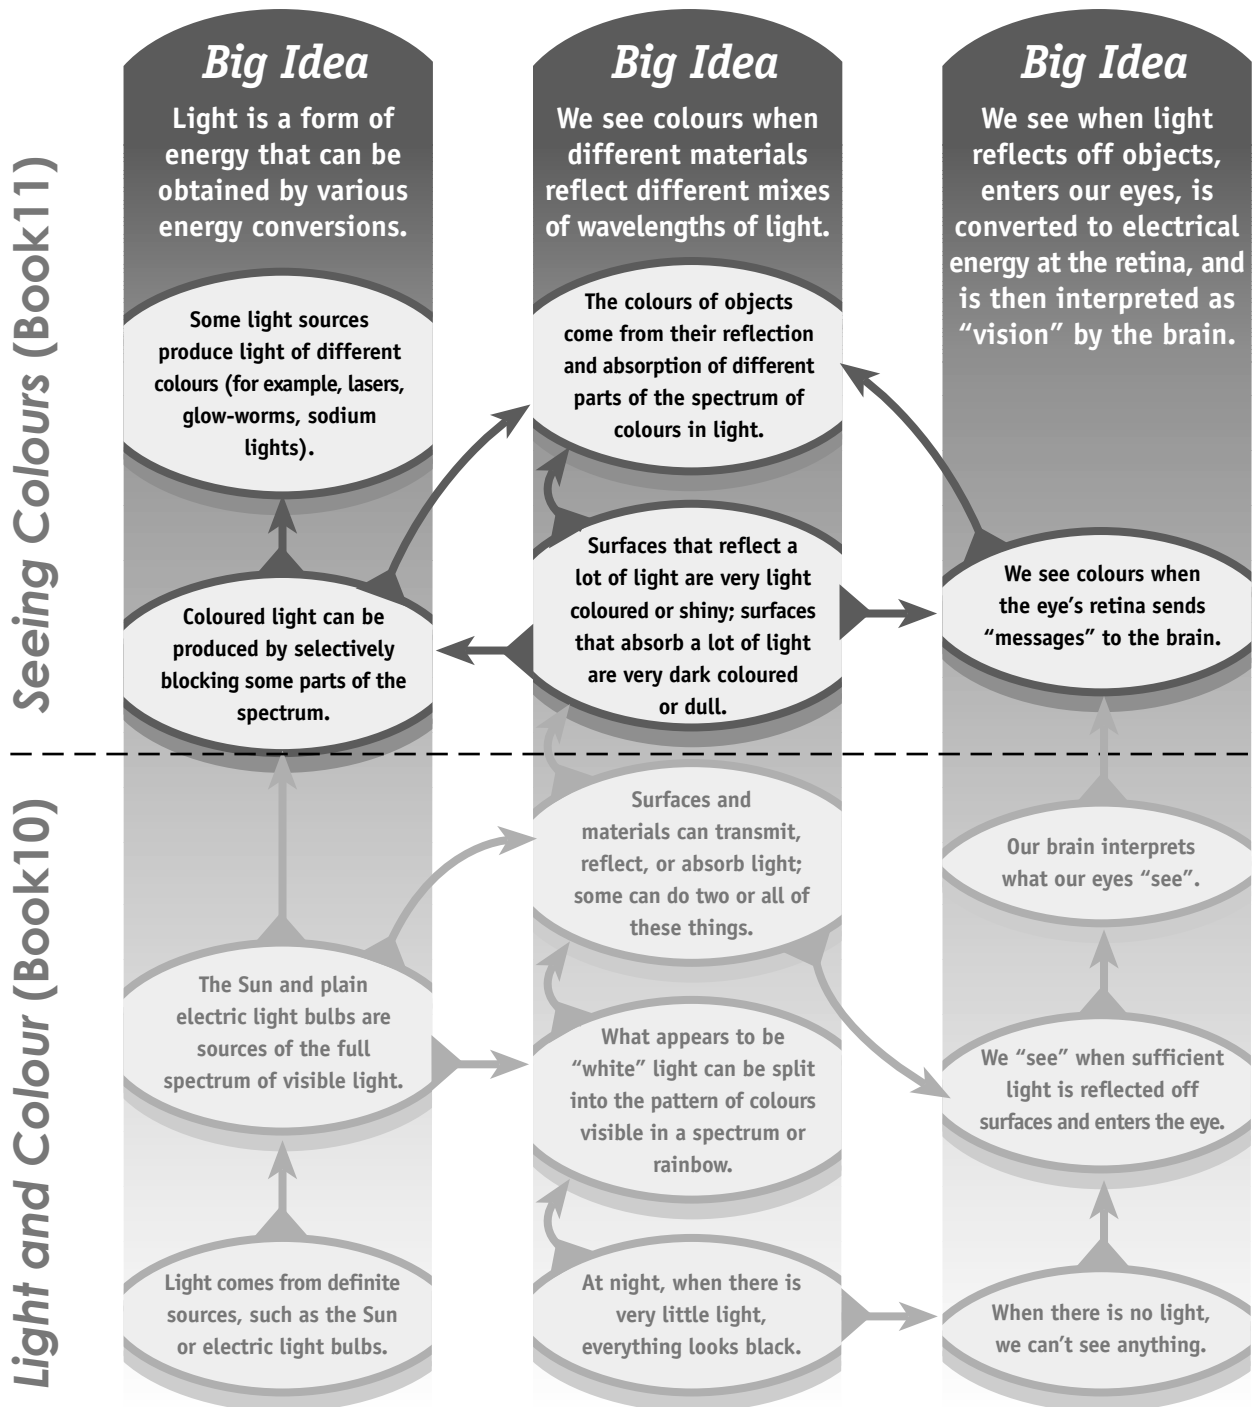 Seeing Colours (Book11)
Light and Colour (Book10)
Big Idea
Light is a form of
energy that can be
obtained by various
energy conversions.
Some light sources
produce light of different
colours (for example, lasers,
glow-worms, sodium
lights).
Coloured light can be
produced by selectively
blocking some parts of the
spectrum.
The Sun and plain
electric light bulbs are
sources of the full
spectrum of visible light.
Light comes from definite
sources, such as the Sun
or electric light bulbs.
Big Idea
We see colours when
different materials
reflect different mixes
of wavelengths of light.
The colours of objects
come from their reflection
and absorption of different
parts of the spectrum of
colours in light.
Surfaces that reflect a
lot of light are very light
coloured or shiny; surfaces
that absorb a lot of light
are very dark coloured
or dull.
Surfaces and
materials can transmit,
reflect, or absorb light;
some can do two or all of
these things.
What appears to be
“white” light can be split
into the pattern of colours
visible in a spectrum or
rainbow.
At night, when there is
very little light,
everything looks black.
Big Idea
We see when light
reflects off objects,
enters our eyes, is
converted to electrical
energy at the retina, and
is then interpreted as
“vision” by the brain.
We see colours when
the eye’s retina sends
“messages” to the brain.
Our brain interprets
what our eyes “see”.
We “see” when sufficient
light is reflected off
surfaces and enters the eye.
When there is no light,
we can’t see anything.